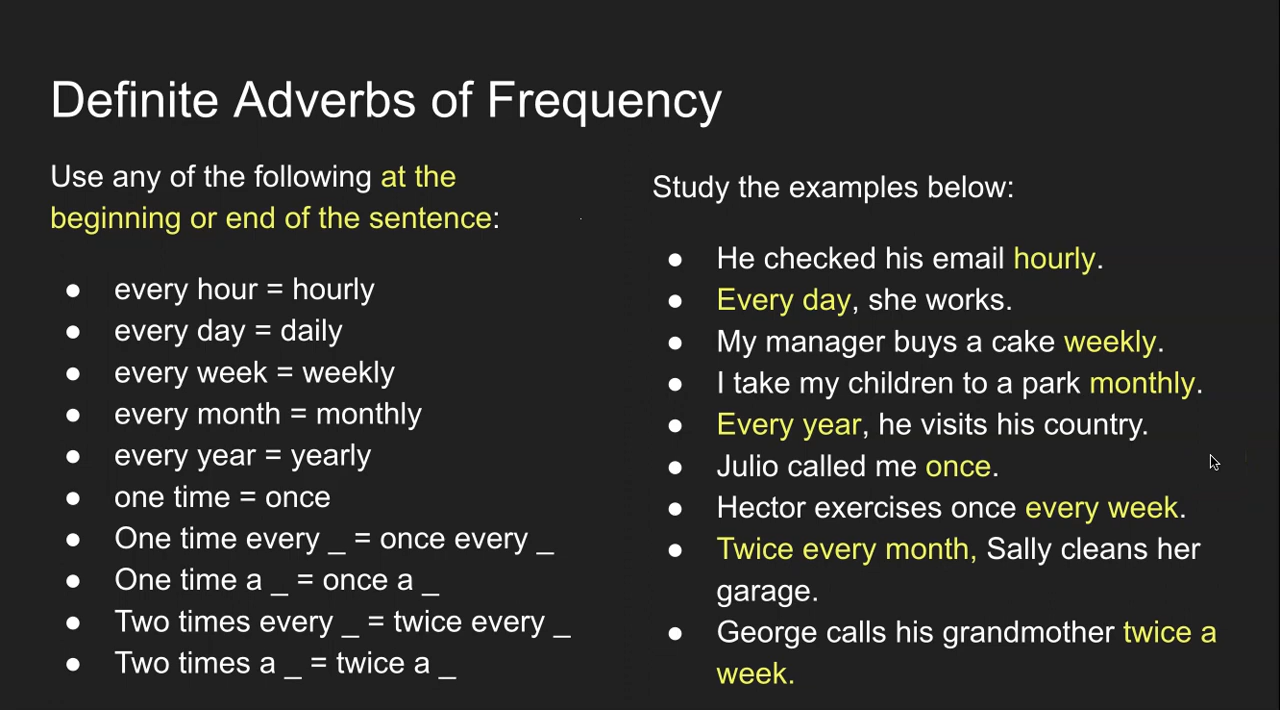 Definite Adverbs of Frequency
Use any of the following at the
beginning or end of the sentence:
● every hour = hourly
● every day = daily
● every week = weekly
● every month = monthly
● every year = yearly
● one time = once
● One time every _ = once every _
● One time a _ = once a _
● Two times every _ = twice every _
● Two times a _ = twice a _
Study the examples below:
● He checked his email hourly.
● Every day, she works.
● My manager buys a cake weekly.
● I take my children to a park monthly.
● Every year, he visits his country.
● Julio called me once.
● Hector exercises once every week.
● Twice every month, Sally cleans her
garage.
● George calls his grandmother twice a
week.